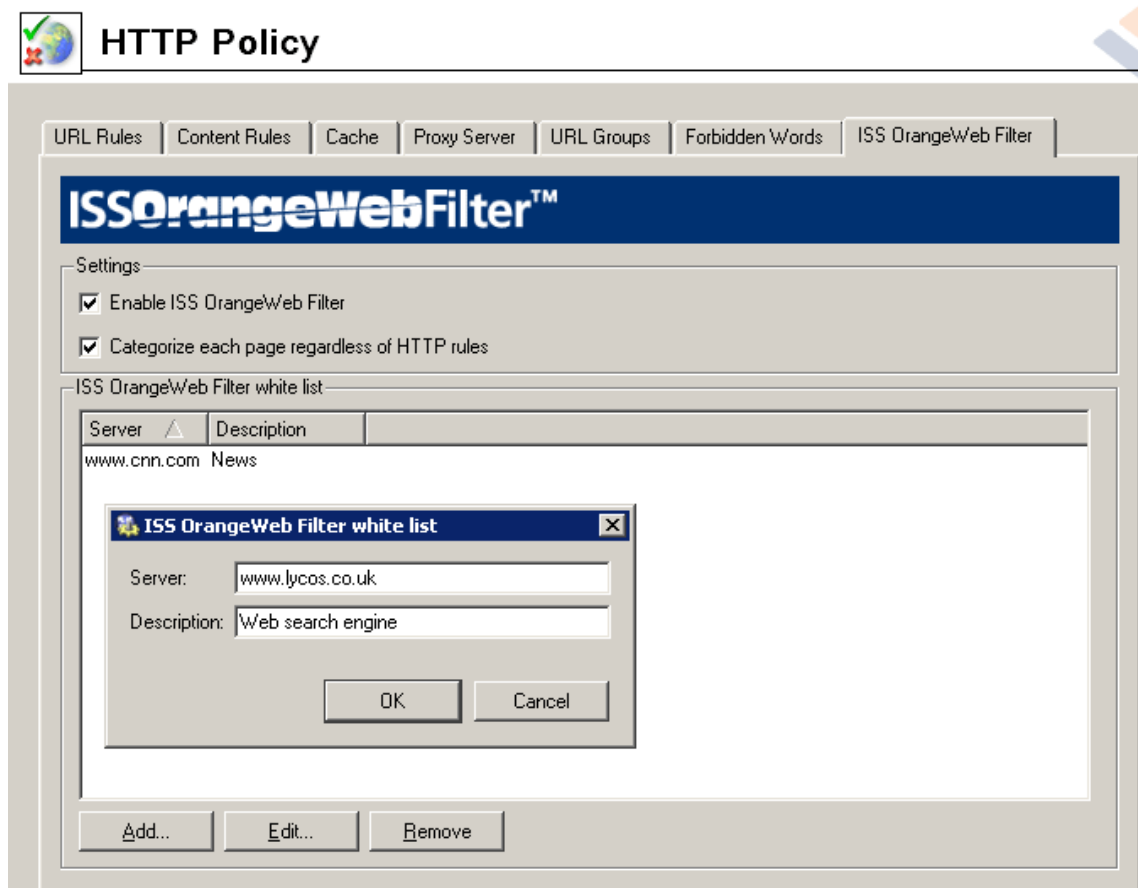 HTTP Policy
URL Rules Content Rules Cache Proxy Server URL Groups Forbidden Words ISS OrangeWeb Filter
ISSOrangeWebFilter™
Settings
Enable ISS OrangeWeb Filter
Categorize each page regardless of HTTP rules
ISS OrangeWeb Filter white list
Server Description
www.cnn.com News
ISS OrangeWeb Filter white list
Server: www.lycos.co.uk
Description: Web search engine
OK Cancel
Add... Edit... Remove